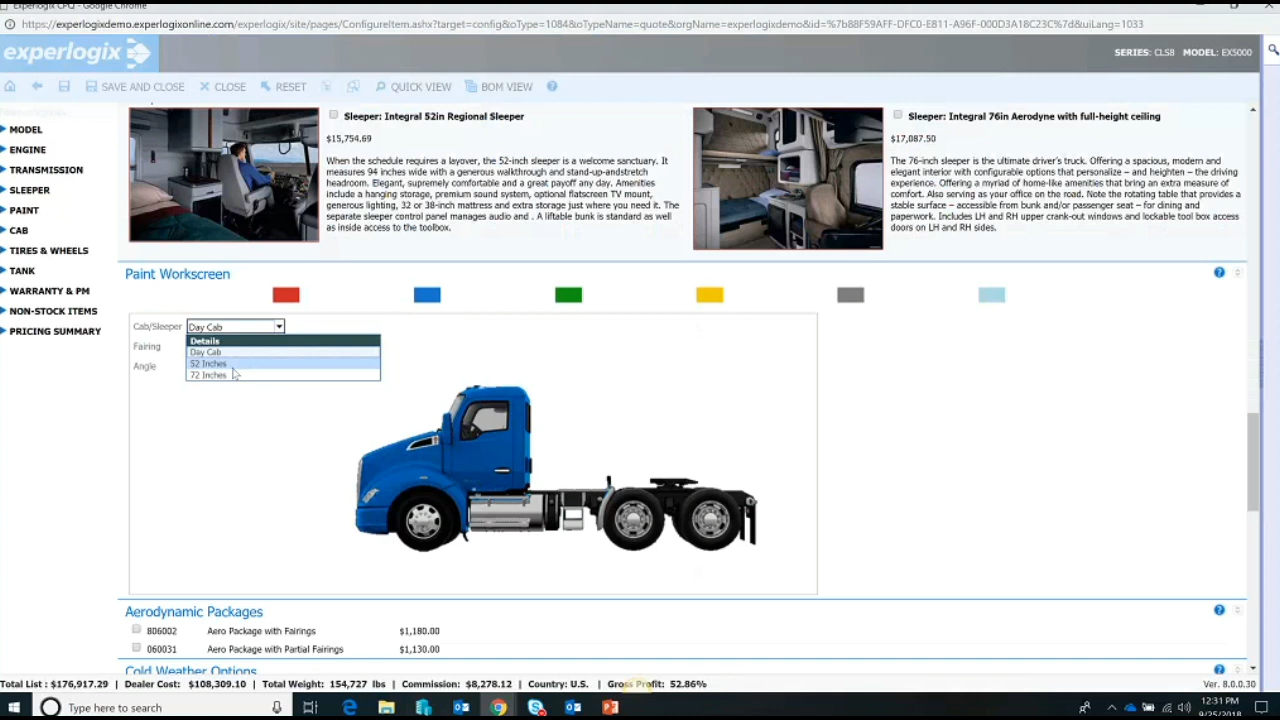 Experlogix CPQ - Google Chrome
https://experlogixdemo.experlogixonline.com/experlogix/site/pages/ConfigureItem.ashx?target=config&oType=1084&oTypeName=quote&orgName=experlogixdemo&id=%7b88F59AFF-DFC0-E811-A96F-000D3A18C23C%7d&uiLang=1033
experlogix
SERIES: CLS8 MODEL: EX5000
SAVE AND CLOSE CLOSE RESET QUICK VIEW BOM VIEW
MODEL
ENGINE
TRANSMISSION
SLEEPER
PAINT
CAB
TIRES & WHEELS
TANK
WARRANTY & PM
NON-STOCK ITEMS
PRICING SUMMARY
Sleeper: Integral 52in Regional Sleeper
$15,754.69
When the schedule requires a layover, the 52-inch sleeper is a welcome sanctuary. It
measures 94 inches wide with a generous walkthrough and stand-up-andstretch
headroom. Elegant, supremely comfortable and a great payoff any day. Amenities
include a hanging storage, premium sound system, optional flatscreen TV mount,
generous lighting, 32 or 38-inch mattress and extra storage just where you need it. The
separate sleeper control panel manages audio and . A liftable bunk is standard as well
as inside access to the toolbox.
Sleeper: Integral 76in Aerodyne with full-height ceiling
$17,087.50
The 76-inch sleeper is the ultimate driver's truck. Offering a spacious, modern and
elegant interior with configurable options that personalize – and heighten – the driving
experience. Offering a myriad of home-like amenities that bring an extra measure of
comfort. Also serving as your office on the road. Note the rotating table that provides a
stable surface – accessible from bunk and/or passenger seat – for dining and
paperwork. Includes LH and RH upper crank-out windows and lockable tool box access
doors on LH and RH sides.
Paint Workscreen
Cab/Sleeper Day Cab
Details
Day Cab
52 Inches
72 Inches
Fairing
Angle
Aerodynamic Packages
806002 Aero Package with Fairings $1,180.00
060031 Aero Package with Partial Fairings $1,130.00
Cold Weather Options
Total List : $176,917.29 | Dealer Cost: $108,309.10 | Total Weight: 154,727 lbs | Commission: $8,278.12 | Country: U.S. | Gross Profit: 52.86%
Ver. 8.0.0.30
Type here to search
12:31 PM
9/25/2018